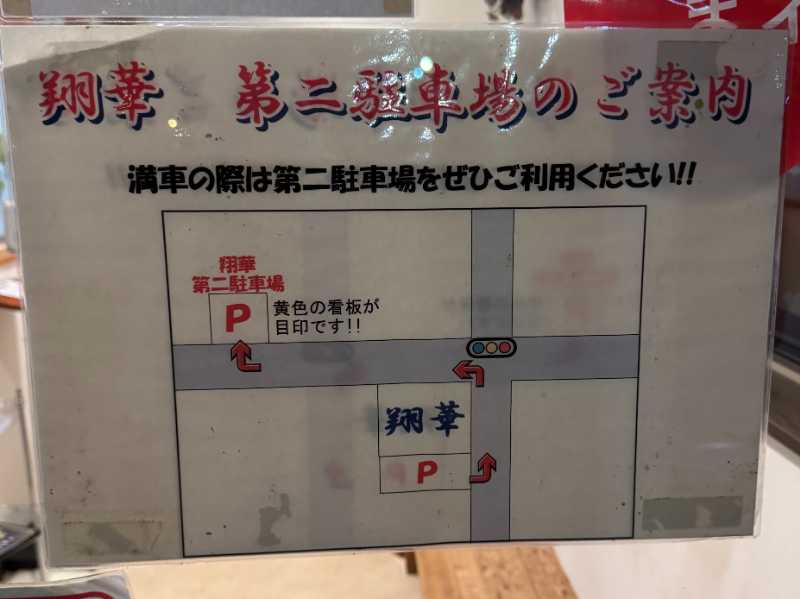 翔華 第二駐車場のご案内
満車の際は第二駐車場をぜひご利用ください!!
翔華
第二駐車場
P
黄色の看板が
目印です!!
翔華
P